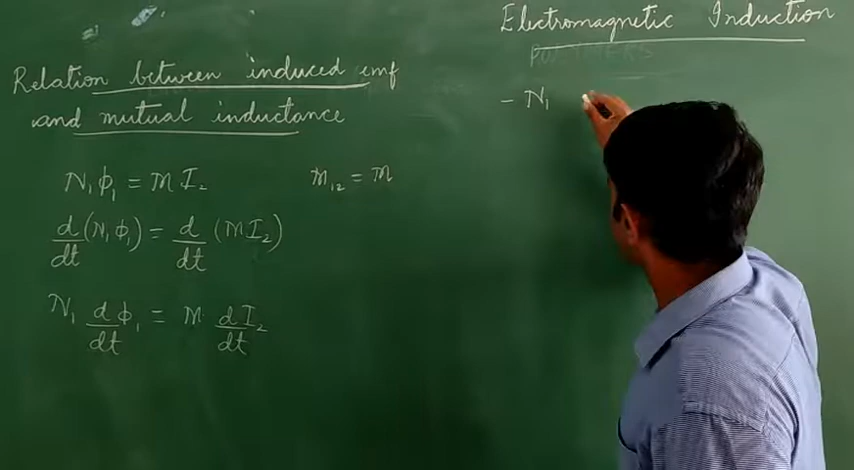 Electromagnetic Induction
Relation between induced emf
and mutual inductance
N₁ϕ₁ = M I₂
M₁₂ = M
d/dt (N₁ϕ₁) = d/dt (M I₂)
N₁ dϕ₁/dt = M dI₂/dt
- N₁